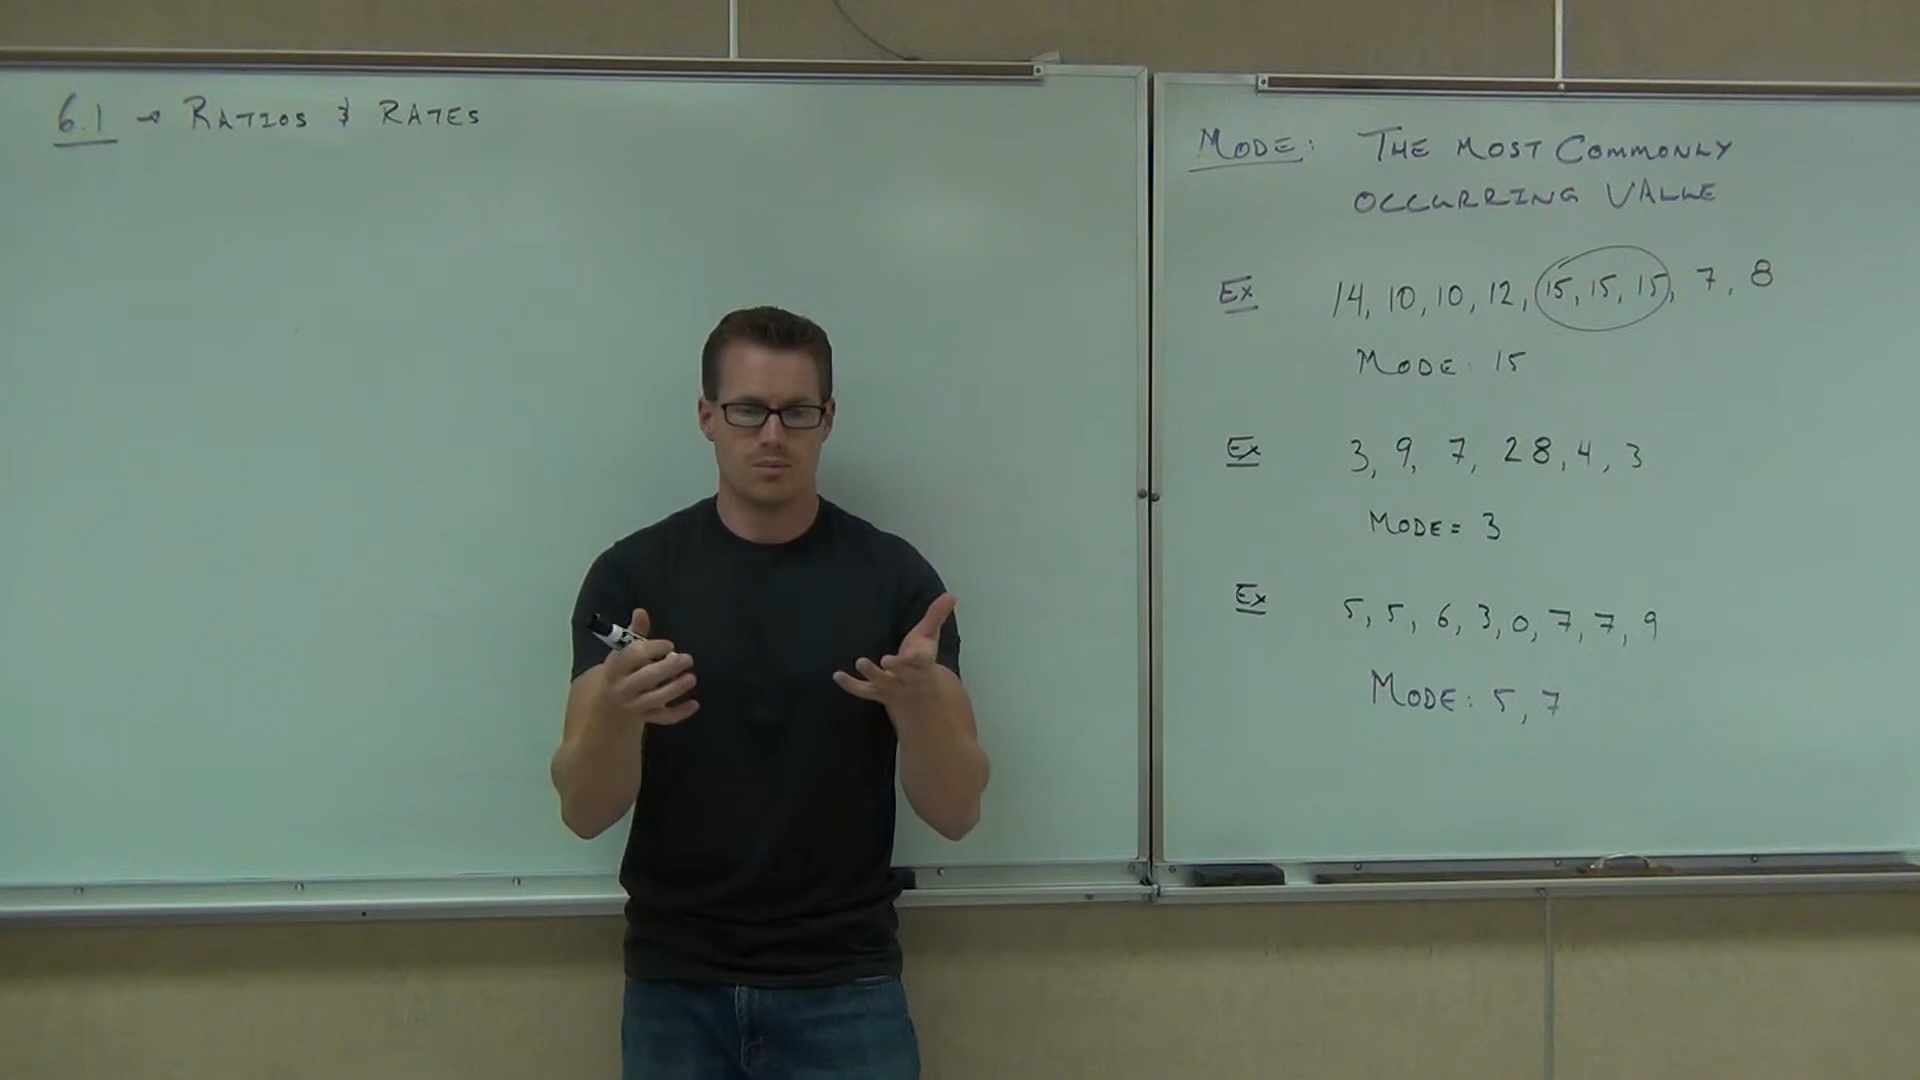 6.1 → RATIOS & RATES
MODE: THE MOST COMMONLY
OCCURRING VALUE
Ex 14, 10, 10, 12, 15, 15, 15, 7, 8
MODE: 15
Ex 3, 9, 7, 28, 4, 3
MODE = 3
Ex 5, 5, 6, 3, 0, 7, 7, 9
MODE: 5, 7